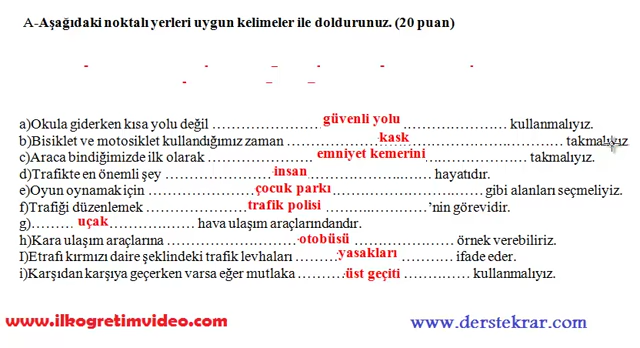 A-Aşağıdaki noktalı yerleri uygun kelimeler ile doldurunuz. (20 puan)
- - – - - -
- – –
a)Okula giderken kısa yolu değil ………………… güvenli yolu ………………… kullanmalıyız.
b)Bisiklet ve motosiklet kullandığımız zaman ……………… kask ……………………… takmalıyız
c)Araca bindiğimizde ilk olarak ………………… emniyet kemerini ………………… takmalıyız.
d)Trafikte en önemli şey ………………… insan ……………………… hayatıdır.
e)Oyun oynamak için ………………… çocuk parkı ……………………… gibi alanları seçmeliyiz.
f)Trafiği düzenlemek ………………… trafik polisi ………...………’nin görevidir.
g)……… uçak ……………… hava ulaşım araçlarındandır.
h)Kara ulaşım araçlarına ……………………… otobüsü ………………… örnek verebiliriz.
I)Etrafı kırmızı daire şeklindeki trafik levhaları ……… yasakları ………… ifade eder.
i)Karşıdan karşıya geçerken varsa eğer mutlaka ………… üst geçiti ………… kullanmalıyız.
www.ilkogretimvideo.com
www.derstekrar.com